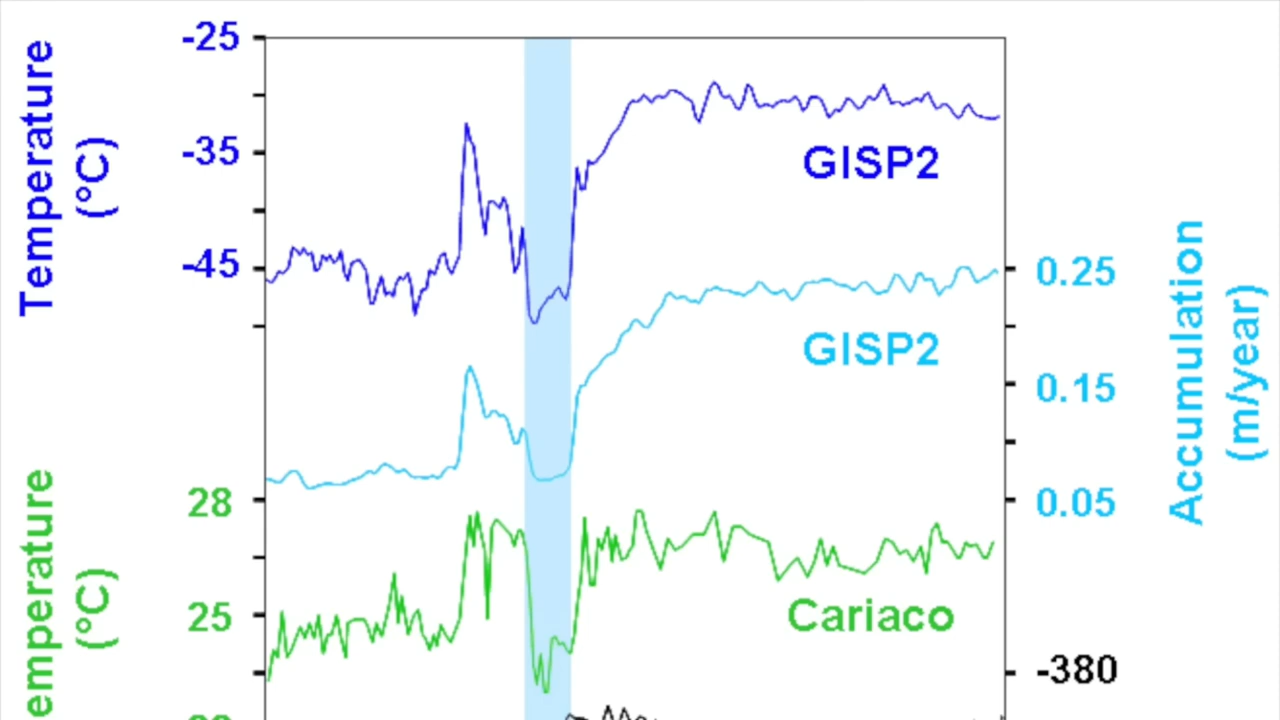 Temperature
(°C)
-25
-35
-45
GISP2
GISP2
0.25
0.15
0.05
Accumulation
(m/year)
emperature
(°C)
28
25
Cariaco
-380